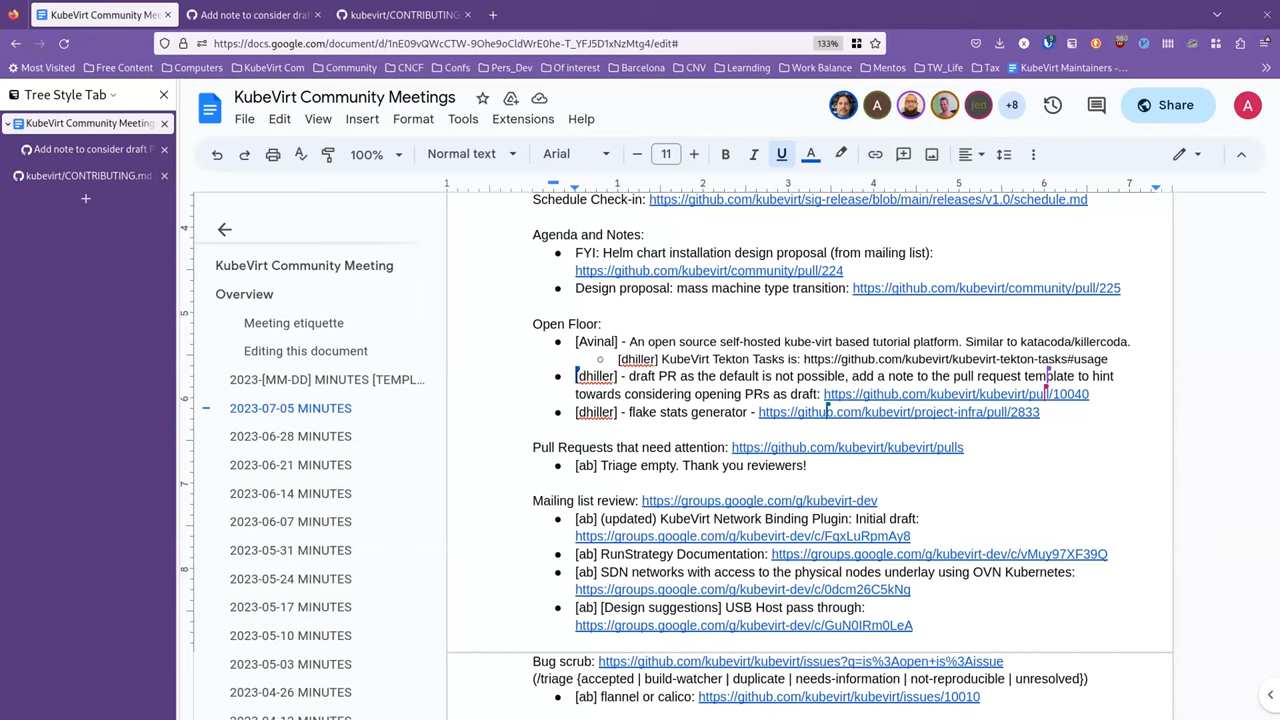 KubeVirt Community Mee
Add note to consider draf
kubevirt/CONTRIBUTING.
https://docs.google.com/document/d/1nE09vQWcCTW-9Ohe9oCldWrE0he-T_YFJ5D1xNzMtg4/edit#
133%
980
Most Visited
Free Content
Computers
KubeVirt Com
Community
CNCF
Confs
Pers_Dev
Of interest
Barcelona
CNV
Learnding
Work Balance
Mentos
TW_Life
Tax
KubeVirt Maintainers -…
Tree Style Tab
KubeVirt Community Meeting
Add note to consider draft P
kubevirt/CONTRIBUTING.md
KubeVirt Community Meetings
File Edit View Insert Format Tools Extensions Help
A
jed
+8
Share
A
100%
Normal text
Arial
11
B I U A
1 1 2 3 4 5 6 7
4
5
6
7
8
KubeVirt Community Meeting
Overview
Meeting etiquette
Editing this document
2023-[MM-DD] MINUTES [TEMPL...
2023-07-05 MINUTES
2023-06-28 MINUTES
2023-06-21 MINUTES
2023-06-14 MINUTES
2023-06-07 MINUTES
2023-05-31 MINUTES
2023-05-24 MINUTES
2023-05-17 MINUTES
2023-05-10 MINUTES
2023-05-03 MINUTES
2023-04-26 MINUTES
Schedule Check-in: https://github.com/kubevirt/sig-release/blob/main/releases/v1.0/schedule.md
Agenda and Notes:
● FYI: Helm chart installation design proposal (from mailing list):
https://github.com/kubevirt/community/pull/224
● Design proposal: mass machine type transition: https://github.com/kubevirt/community/pull/225
Open Floor:
● [Avinal] - An open source self-hosted kube-virt based tutorial platform. Similar to katacoda/killercoda.
○ [dhiller] KubeVirt Tekton Tasks is: https://github.com/kubevirt/kubevirt-tekton-tasks#usage
● [dhiller] - draft PR as the default is not possible, add a note to the pull request template to hint
towards considering opening PRs as draft: https://github.com/kubevirt/kubevirt/pull/10040
● [dhiller] - flake stats generator - https://github.com/kubevirt/project-infra/pull/2833
Pull Requests that need attention: https://github.com/kubevirt/kubevirt/pulls
● [ab] Triage empty. Thank you reviewers!
Mailing list review: https://groups.google.com/g/kubevirt-dev
● [ab] (updated) KubeVirt Network Binding Plugin: Initial draft:
https://groups.google.com/g/kubevirt-dev/c/FqxLuRpmAy8
● [ab] RunStrategy Documentation: https://groups.google.com/g/kubevirt-dev/c/vMuy97XF39Q
● [ab] SDN networks with access to the physical nodes underlay using OVN Kubernetes:
https://groups.google.com/g/kubevirt-dev/c/0dcm26C5kNg
● [ab] [Design suggestions] USB Host pass through:
https://groups.google.com/g/kubevirt-dev/c/GuN0IRm0LeA
Bug scrub: https://github.com/kubevirt/kubevirt/issues?q=is%3Aopen+is%3Aissue
(/triage {accepted | build-watcher | duplicate | needs-information | not-reproducible | unresolved})
● [ab] flannel or calico: https://github.com/kubevirt/kubevirt/issues/10010